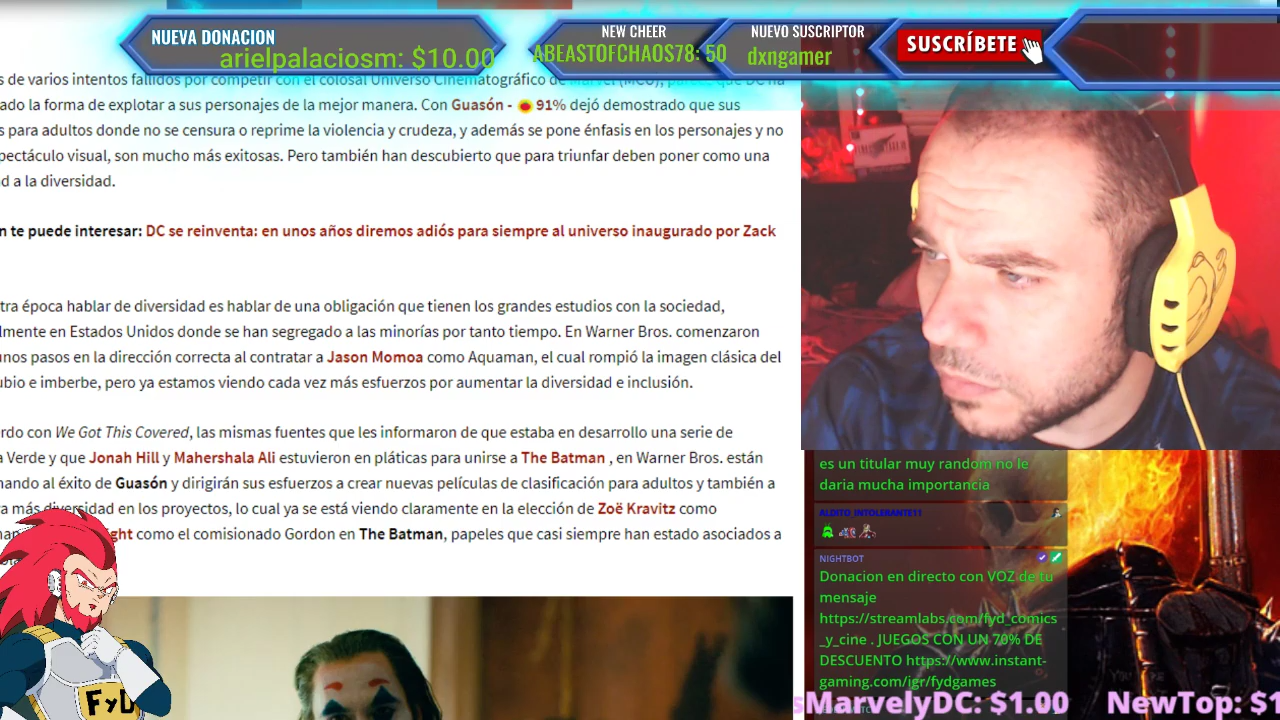 NUEVA DONACION
arielpalaciosm: $10.00
NEW CHEER
ABEASTOFCHAOS78: 50
NUEVO SUSCRIPTOR
dxngamer
SUSCRÍBETE
s de varios intentos fallidos por competir con el colosal Universo Cinematográfico de Marvel (MCU),
ado la forma de explotar a sus personajes de la mejor manera. Con Guasón - 91% dejó demostrado que sus
s para adultos donde no se censura o reprime la violencia y crudeza, y además se pone énfasis en los personajes y no
pectáculo visual, son mucho más exitosas. Pero también han descubierto que para triunfar deben poner como una
d a la diversidad.
n te puede interesar: DC se reinventa: en unos años diremos adiós para siempre al universo inaugurado por Zack
tra época hablar de diversidad es hablar de una obligación que tienen los grandes estudios con la sociedad,
lmente en Estados Unidos donde se han segregado a las minorías por tanto tiempo. En Warner Bros. comenzaron
unos pasos en la dirección correcta al contratar a Jason Momoa como Aquaman, el cual rompió la imagen clásica del
ubio e imberbe, pero ya estamos viendo cada vez más esfuerzos por aumentar la diversidad e inclusión.
rdo con We Got This Covered, las mismas fuentes que les informaron de que estaba en desarrollo una serie de
a Verde y que Jonah Hill y Mahershala Ali estuvieron en pláticas para unirse a The Batman , en Warner Bros. están
nando al éxito de Guasón y dirigirán sus esfuerzos a crear nuevas películas de clasificación para adultos y también a
ra más diversidad en los proyectos, lo cual ya se está viendo claramente en la elección de Zoë Kravitz como
ght como el comisionado Gordon en The Batman, papeles que casi siempre han estado asociados a
es un titular muy random no le
daria mucha importancia
ALDITO_INTOLERANTE11
NIGHTBOT
Donacion en directo con VOZ de tu
mensaje
https://streamlabs.com/fyd_comics
_y_cine . JUEGOS CON UN 70% DE
DESCUENTO https://www.instant-
gaming.com/igr/fydgames
FyD
sMarvelyDC: $1.00 NewTop: $1